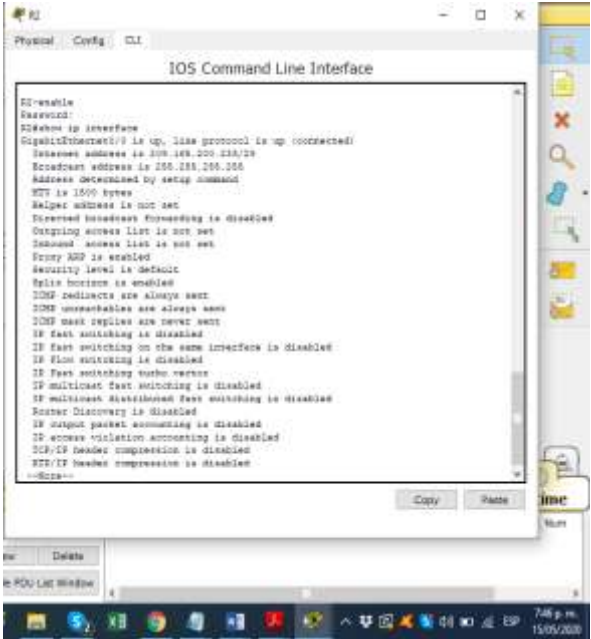 R2
Physical Config CLI
IOS Command Line Interface
R2>enable
Password:
R2#show ip interface
GigabitEthernet0/0 is up, line protocol is up (connected)
Internet address is
Broadcast address is 255.255.255.255
Address determined by setup command
MTU is 1500 bytes
Helper address is not set
Directed broadcast forwarding is disabled
Outgoing access list is not set
Inbound access list is not set
Proxy ARP is enabled
Security level is default
Split horizon is enabled
ICMP redirects are always sent
ICMP unreachables are always sent
ICMP mask replies are never sent
IP fast switching is disabled
IP fast switching on the same interface is disabled
IP Flow switching is disabled
IP Fast switching turbo vector
IP multicast fast switching is disabled
IP multicast distributed fast switching is disabled
Router Discovery is disabled
IP output packet accounting is disabled
IP access violation accounting is disabled
TCP/IP header compression is disabled
RTP/IP header compression is disabled
--More--
Copy Paste
ime
Num
Delete
PDU List Window
ESP
7:46 p. m.
15/05/2020